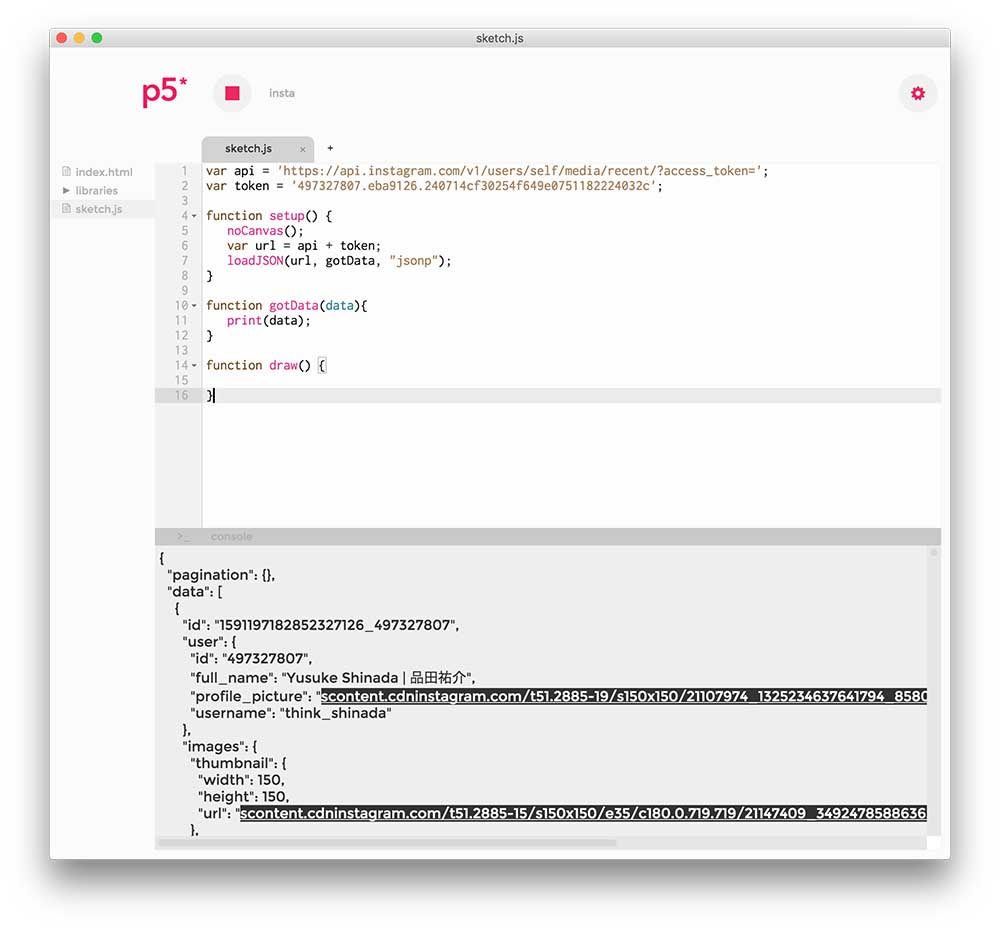 sketch.js
p5*
insta
sketch.js × +
index.html
libraries
sketch.js
1 var api = 'https://api.instagram.com/v1/users/self/media/recent/?access_token=';
2 var token = '497327807.eba9126.240714cf30254f649e0751182224032c';
3
4 function setup() {
5 noCanvas();
6 var url = api + token;
7 loadJSON(url, gotData, "jsonp");
8 }
9
10 function gotData(data){
11 print(data);
12 }
13
14 function draw() {
15
16 }
>_ console
{
"pagination": {},
"data": [
{
"id": "1591197182852327126_497327807",
"user": {
"id": "497327807",
"full_name": "Yusuke Shinada | 品田祐介",
"profile_picture": "scontent.cdninstagram.com/t51.2885-19/s150x150/21107974_1325234637641794_8580
"username": "think_shinada"
},
"images": {
"thumbnail": {
"width": 150,
"height": 150,
"url": "scontent.cdninstagram.com/t51.2885-15/s150x150/e35/c180.0.719.719/21147409_3492478588636
},